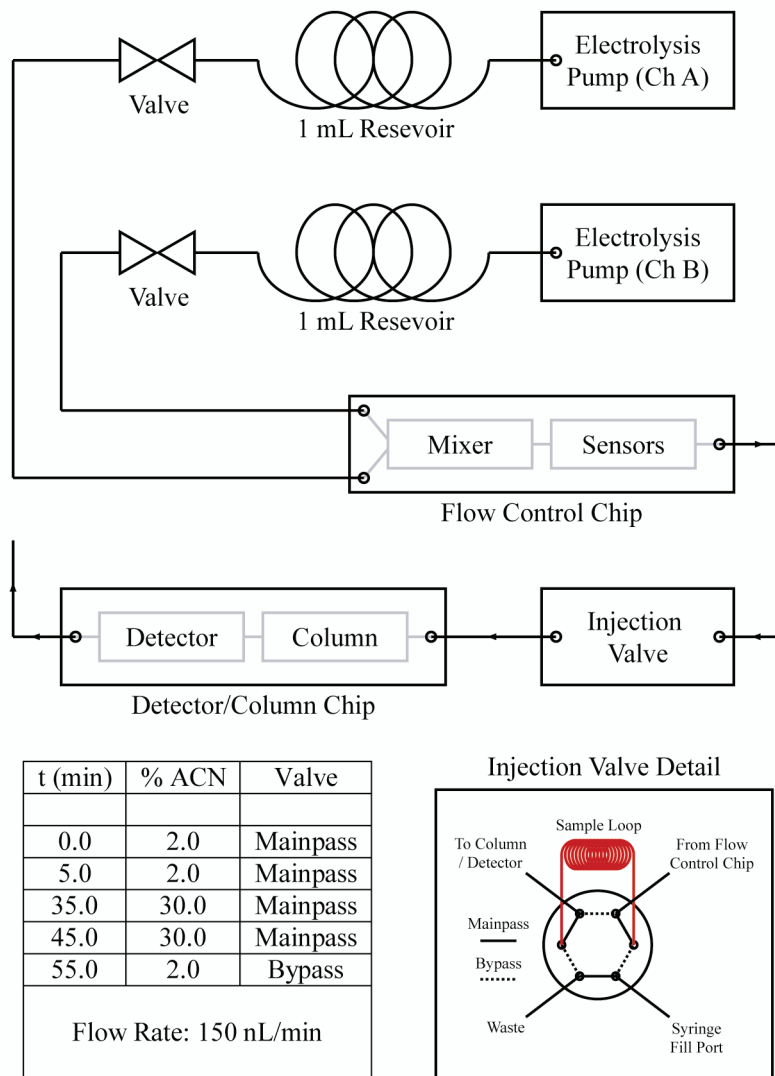 Electrolysis
Pump (Ch A)
Valve
1 mL Resevoir
Electrolysis
Pump (Ch B)
Valve
1 mL Resevoir
Mixer
Sensors
Flow Control Chip
Detector
Column
Injection
Valve
Detector/Column Chip
t (min) % ACN Valve
0.0 2.0 Mainpass
5.0 2.0 Mainpass
35.0 30.0 Mainpass
45.0 30.0 Mainpass
55.0 2.0 Bypass
Flow Rate: 150 nL/min
Injection Valve Detail
Sample Loop
To Column
/ Detector
From Flow
Control Chip
Mainpass
Bypass
Waste
Syringe
Fill Port